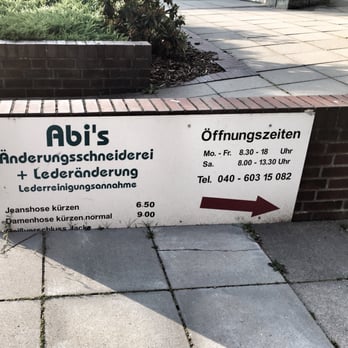 Abi's
Änderungsschneiderei
+ Lederänderung
Lederreinigungsannahme
Jeanshose kürzen 6.50
Damenhose kürzen normal 9.00
Öffnungszeiten
Mo. - Fr. 8.30 - 18 Uhr
Sa. 8.00 - 13.30 Uhr
Tel. 040 - 603 15 082